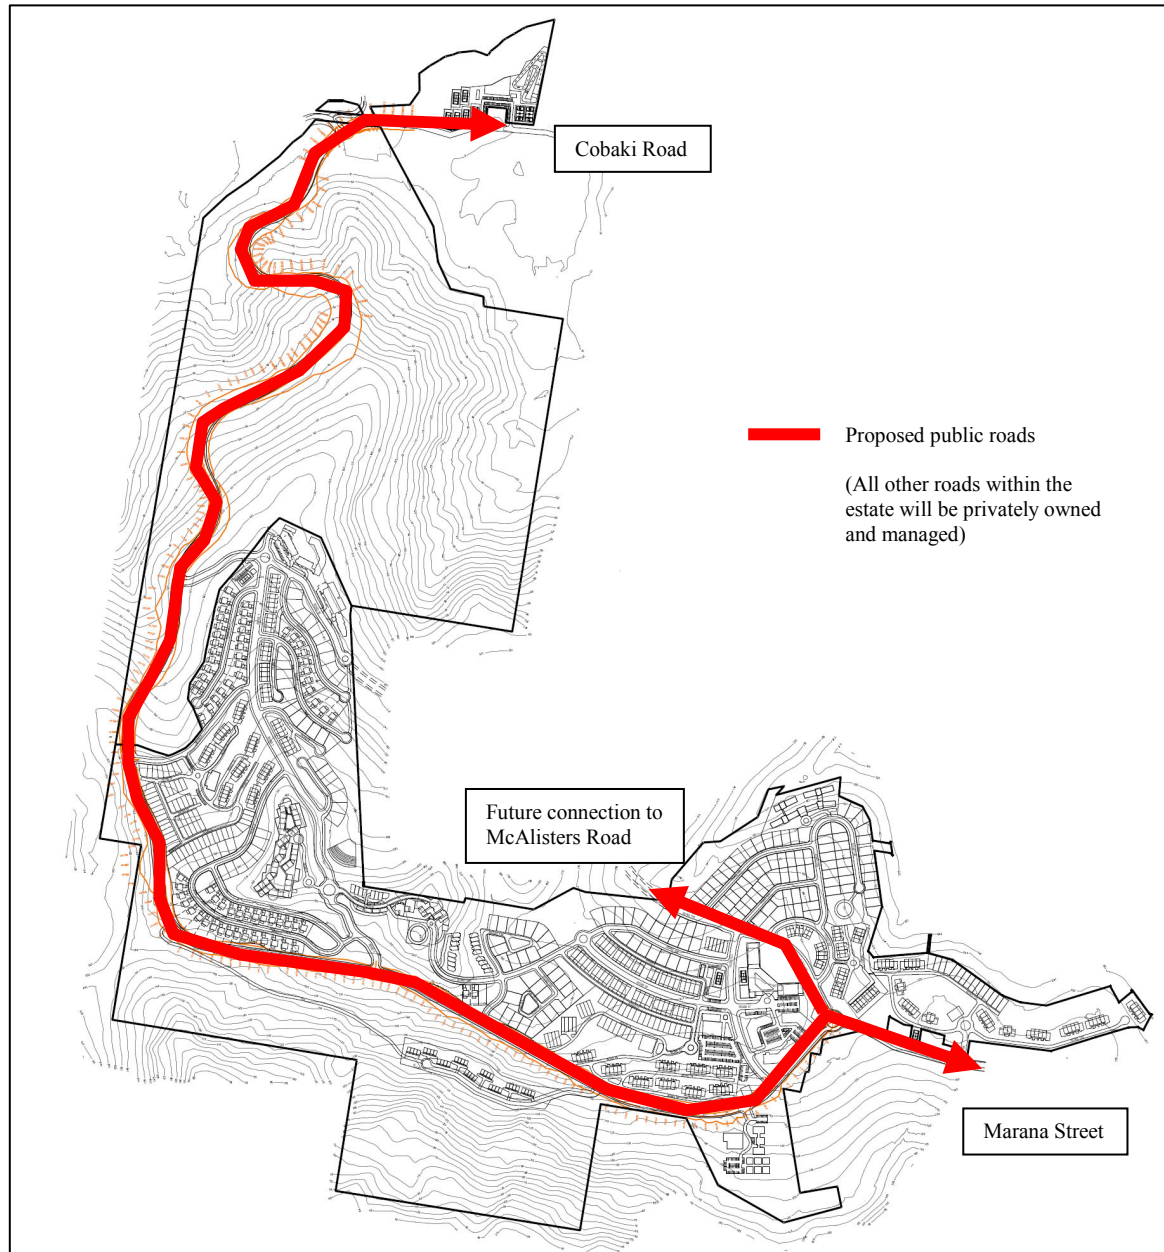 Cobaki Road
Proposed public roads
(All other roads within the
estate will be privately owned
and managed)
Future connection to
McAlisters Road
Marana Street